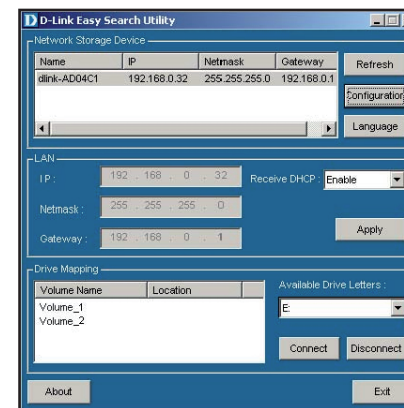 D-Link Easy Search Utility
Network Storage Device
Name IP Netmask Gateway
dlink-AD04C1 192.168.0.32 255.255.255.0 192.168.0.1
Refresh
Configuration
Language
LAN
IP : 192 . 168 . 0 . 32 Receive DHCP : Enable
Netmask : 255 . 255 . 255 . 0
Gateway : 192 . 168 . 0 . 1
Apply
Drive Mapping
Volume Name Location
Volume_1
Volume_2
Available Drive Letters :
E:
Connect Disconnect
About Exit